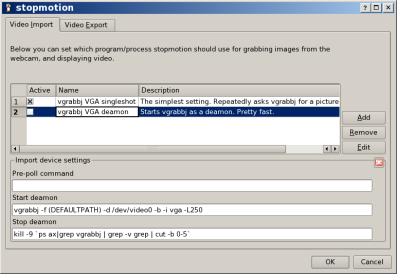 stopmotion
Video Import
Video Export
Below you can set which program/process stopmotion should use for grabbing images from the
webcam, and displaying video.
Active Name Description
1 vgrabbj VGA singleshot The simplest setting. Repeatedly asks vgrabbj for a picture
2 vgrabbj VGA deamon Starts vgrabbj as a deamon. Pretty fast.
Add
Remove
Edit
Import device settings
Pre-poll command
Start deamon
vgrabbj -f (DEFAULTPATH) -d /dev/video0 -b -i vga -L250
Stop deamon
kill -9 `ps ax|grep vgrabbj | grep -v grep | cut -b 0-5`
OK Cancel